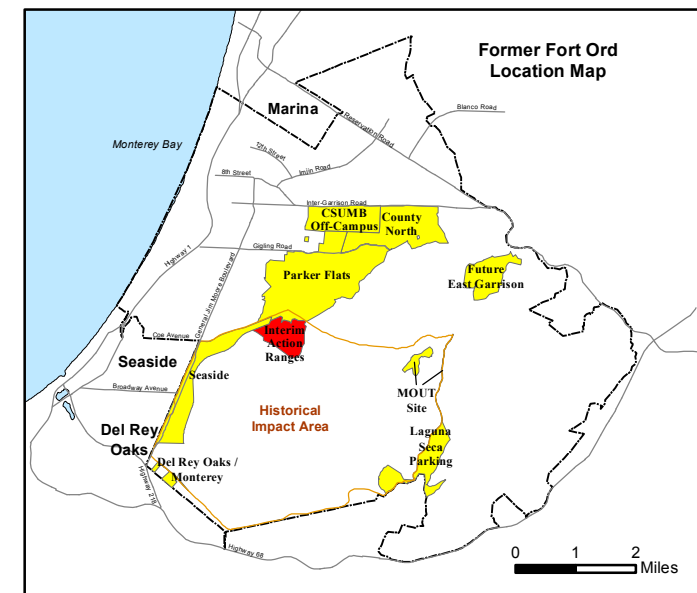 Former Fort Ord
Location Map
Marina
Blanco Road
Reservation Road
Monterey Bay
12th Street
Imjin Road
8th Street
Inter-Garrison Road
CSUMB
Off-Campus
County
North
Gigling Road
Highway 1
General Jim Moore Boulevard
Parker Flats
Future
East Garrison
Coe Avenue
Interim
Action
Ranges
Seaside
Seaside
Broadway Avenue
MOUT
Site
Historical
Impact Area
Del Rey
Oaks
Laguna
Seca
Parking
Del Rey Oaks /
Monterey
Highway 218
Highway 68
0 1 2
Miles